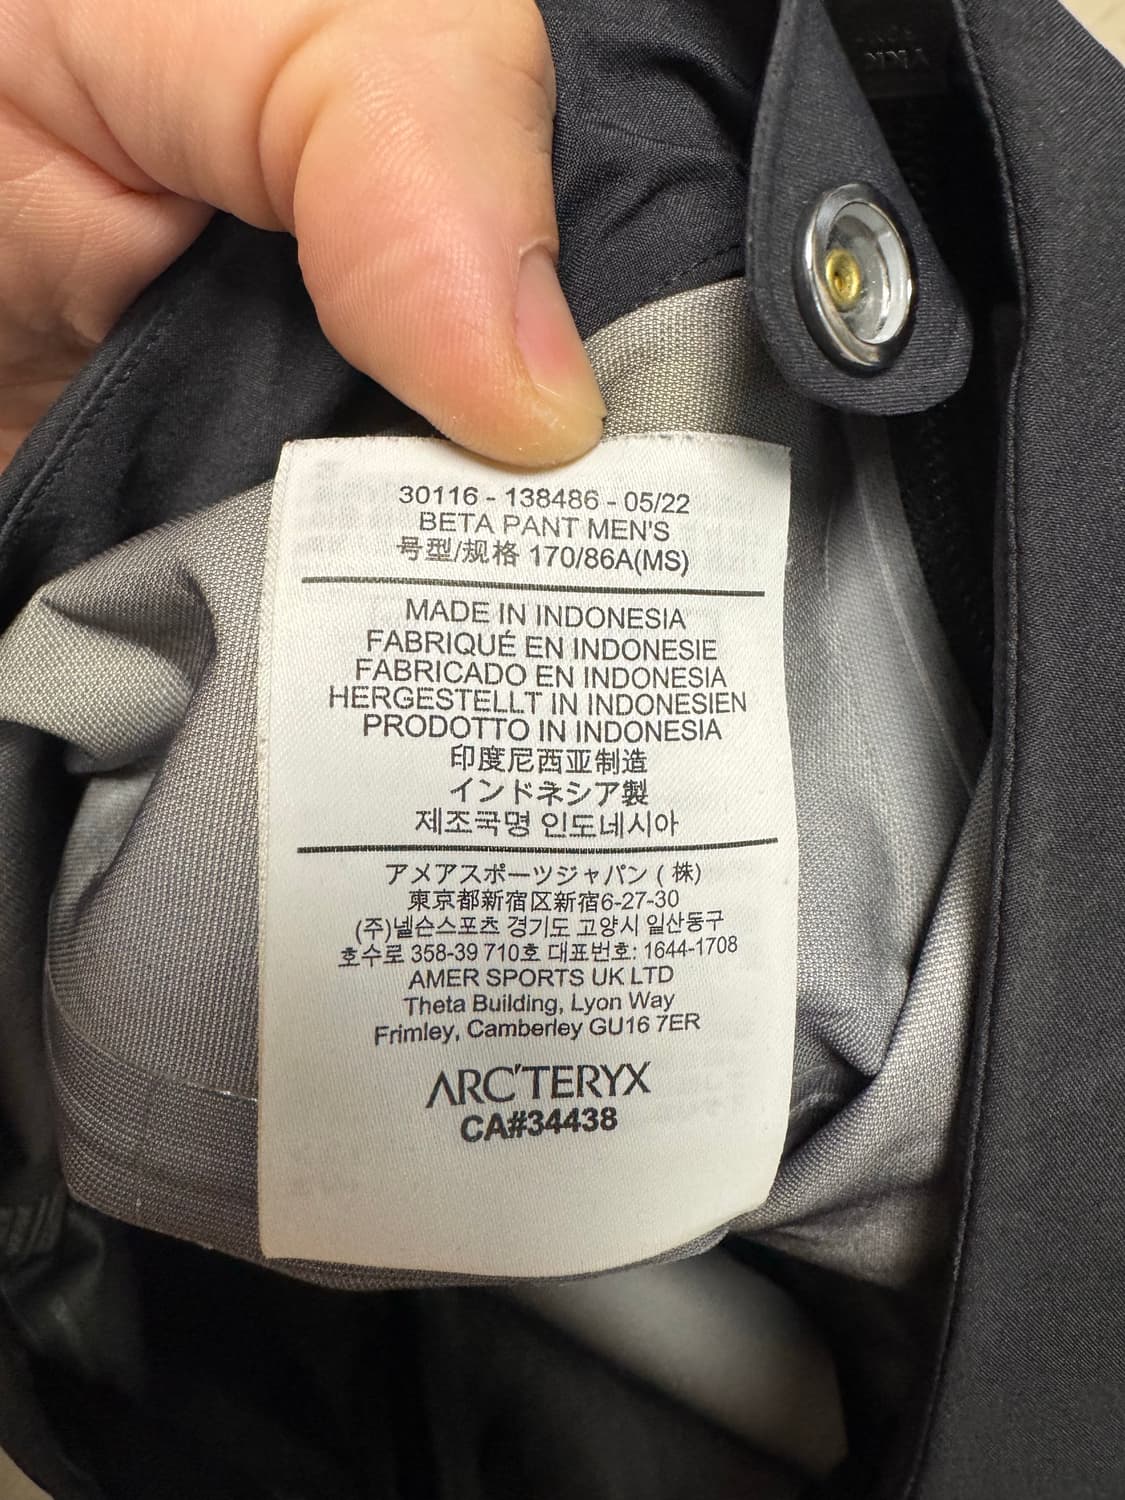 YKK
30116 - 138486 - 05/22
BETA PANT MEN'S
号型/规格 170/86A(MS)
MADE IN INDONESIA
FABRIQUÉ EN INDONESIE
FABRICADO EN INDONESIA
HERGESTELLT IN INDONESIEN
PRODOTTO IN INDONESIA
印度尼西亚制造
インドネシア製
제조국명 인도네시아
アメアスポーツジャパン ( 株)
東京都新宿区新宿6-27-30
(주)넬슨스포츠 경기도 고양시 일산동구
호수로 358-39 710호 대표번호: 1644-1708
AMER SPORTS UK LTD
Theta Building, Lyon Way
Frimley, Camberley GU16 7ER
ARC'TERYX
CA#34438